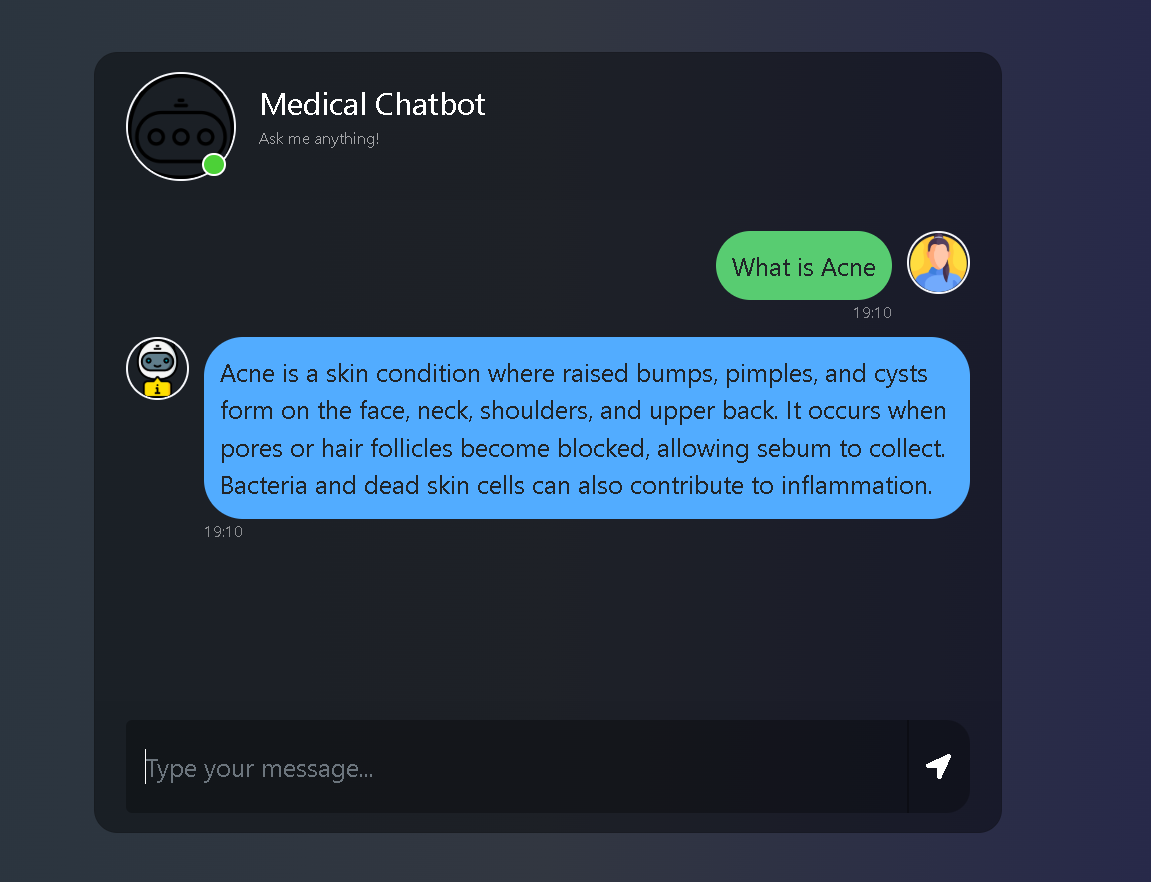 Medical Chatbot
Ask me anything!
What is Acne
19:10
Acne is a skin condition where raised bumps, pimples, and cysts
form on the face, neck, shoulders, and upper back. It occurs when
pores or hair follicles become blocked, allowing sebum to collect.
Bacteria and dead skin cells can also contribute to inflammation.
19:10
Type your message...